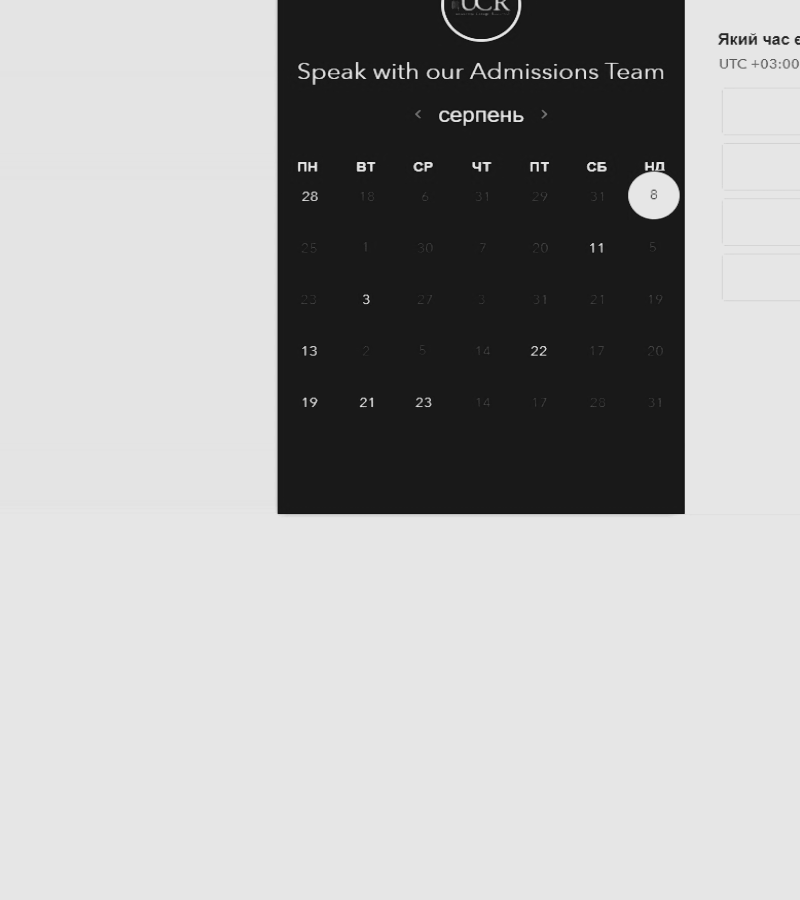 UCR
Speak with our Admissions Team
< серпень >
ПН ВТ СР ЧТ ПТ СБ НД
28 18 6 31 29 31 8
25 1 30 7 20 11 5
23 3 27 3 31 21 19
13 2 5 14 22 17 20
19 21 23 14 17 28 31
Який час є
UTC +03:00